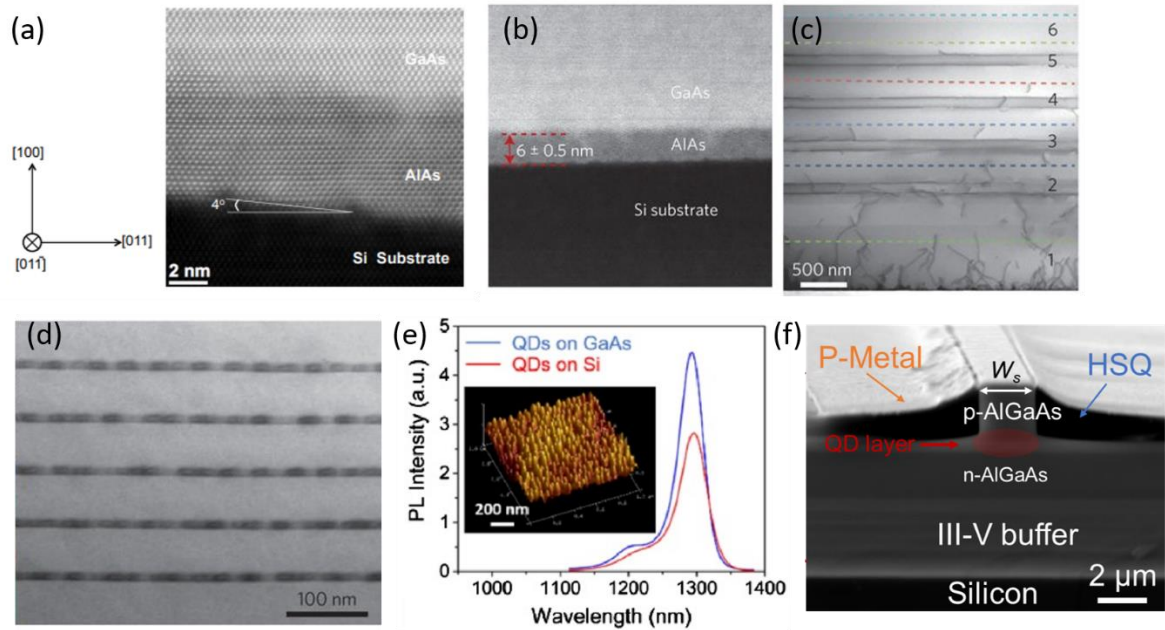 (a)
GaAs
AlAs
4°
Si Substrate
2 nm
[100]
[011]
[011̄]
(b)
GaAs
6 ± 0.5 nm
AlAs
Si substrate
(c)
6
5
4
3
2
1
500 nm
(d)
100 nm
(e)
QDs on GaAs
QDs on Si
200 nm
PL Intensity (a.u.)
5
4
3
2
1
0
1000 1100 1200 1300 1400
Wavelength (nm)
(f)
P-Metal
Ws
HSQ
p-AlGaAs
QD layer
n-AlGaAs
III-V buffer
Silicon
2 μm